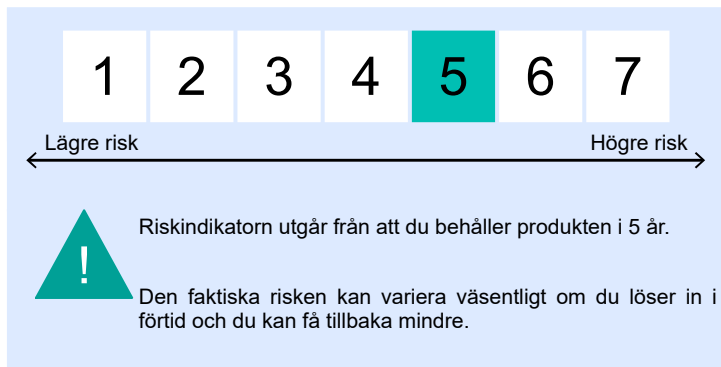 1 2 3 4 5 6 7
Lägre risk Högre risk
!
Riskindikatorn utgår från att du behåller produkten i 5 år.
Den faktiska risken kan variera väsentligt om du löser in i
förtid och du kan få tillbaka mindre.